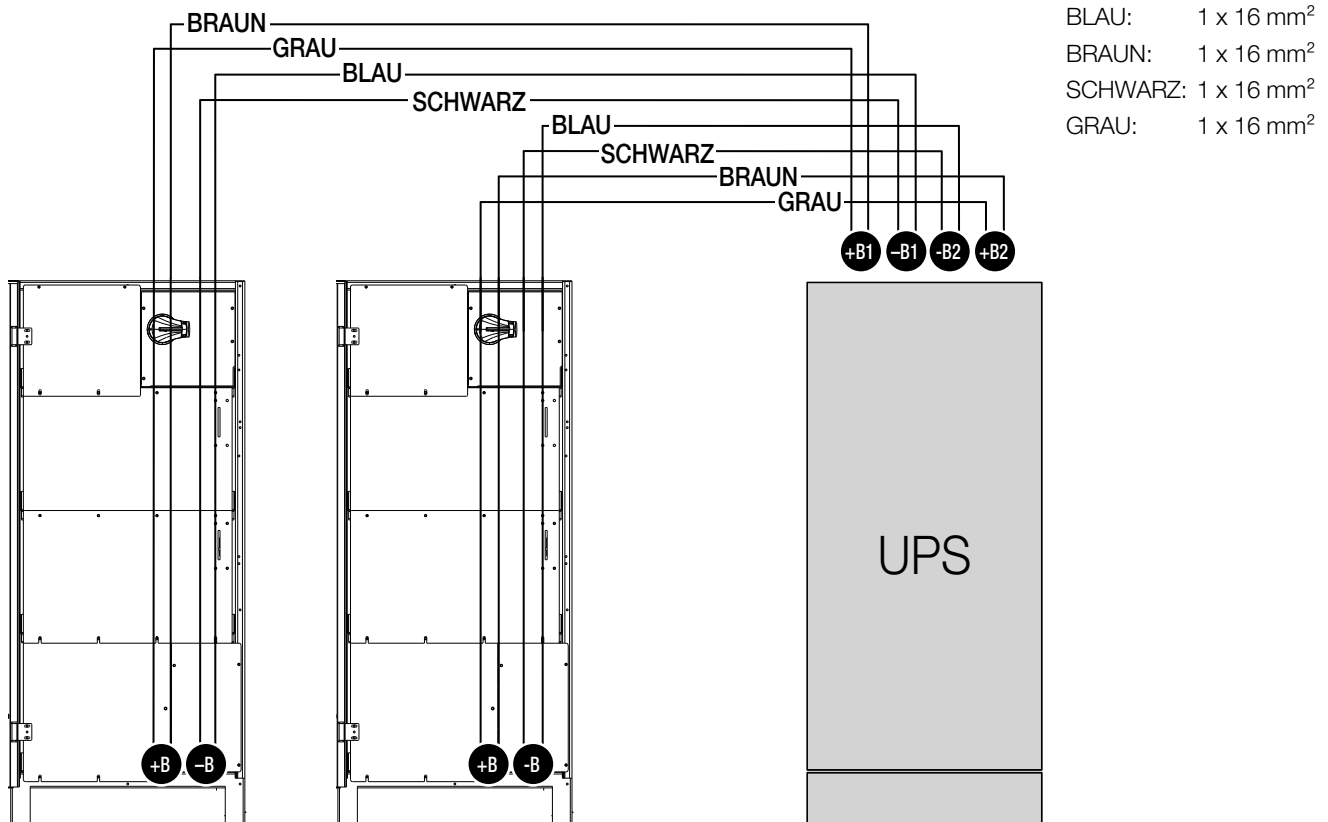 BLAU: 1 x 16 mm²
BRAUN: 1 x 16 mm²
SCHWARZ: 1 x 16 mm²
GRAU: 1 x 16 mm²
BRAUN
GRAU
BLAU
SCHWARZ
BLAU
SCHWARZ
BRAUN
GRAU
+B1 –B1 -B2 +B2
UPS
+B –B +B -B